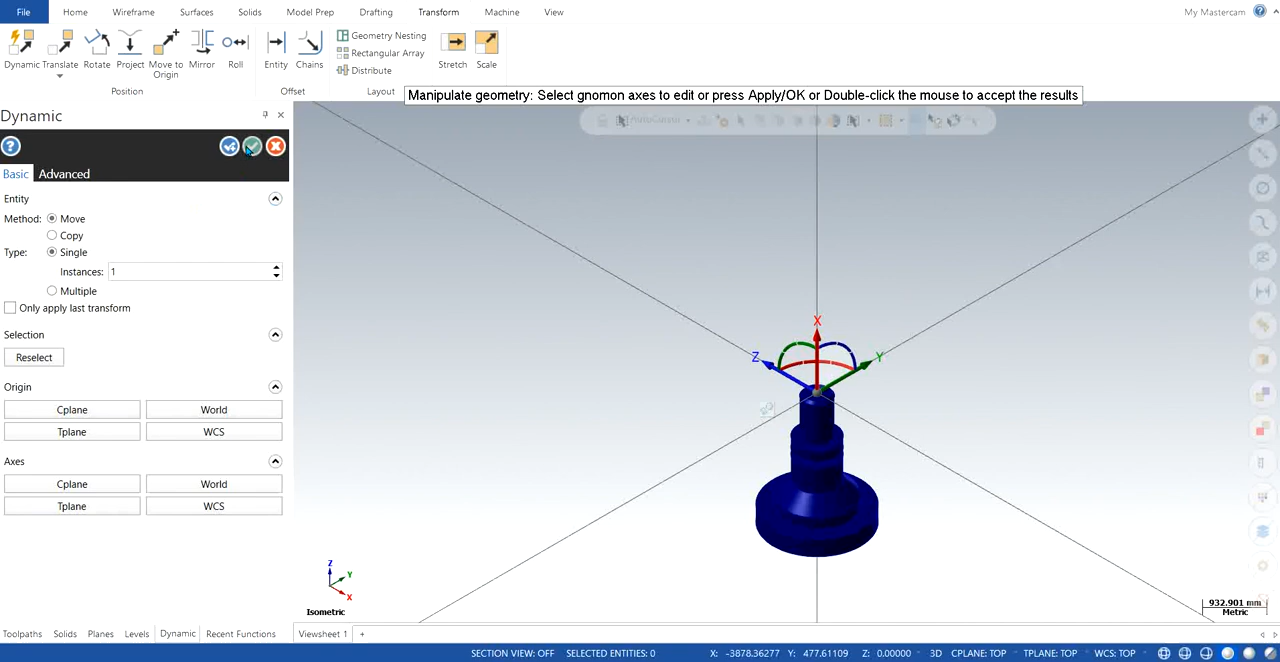 File Home Wireframe Surfaces Solids Model Prep Drafting Transform Machine View My Mastercam
Dynamic Translate Rotate Project Move to Origin Mirror Roll Entity Chains Geometry Nesting Rectangular Array Distribute Stretch Scale
Position Offset Layout
Manipulate geometry: Select gnomon axes to edit or press Apply/OK or Double-click the mouse to accept the results
Dynamic
AutoCursor
Basic Advanced
Entity
Method: Move
Copy
Type: Single
Instances: 1
Multiple
Only apply last transform
Selection
Reselect
Origin
Cplane World
Tplane WCS
Axes
Cplane World
Tplane WCS
X
Z Y
Z
Y
X
Isometric
932.901 mm
Metric
Toolpaths Solids Planes Levels Dynamic Recent Functions Viewsheet 1 +
SECTION VIEW: OFF SELECTED ENTITIES: 0 X: -3878.36277 Y: 477.61109 Z: 0.00000 3D CPLANE: TOP TPLANE: TOP WCS: TOP